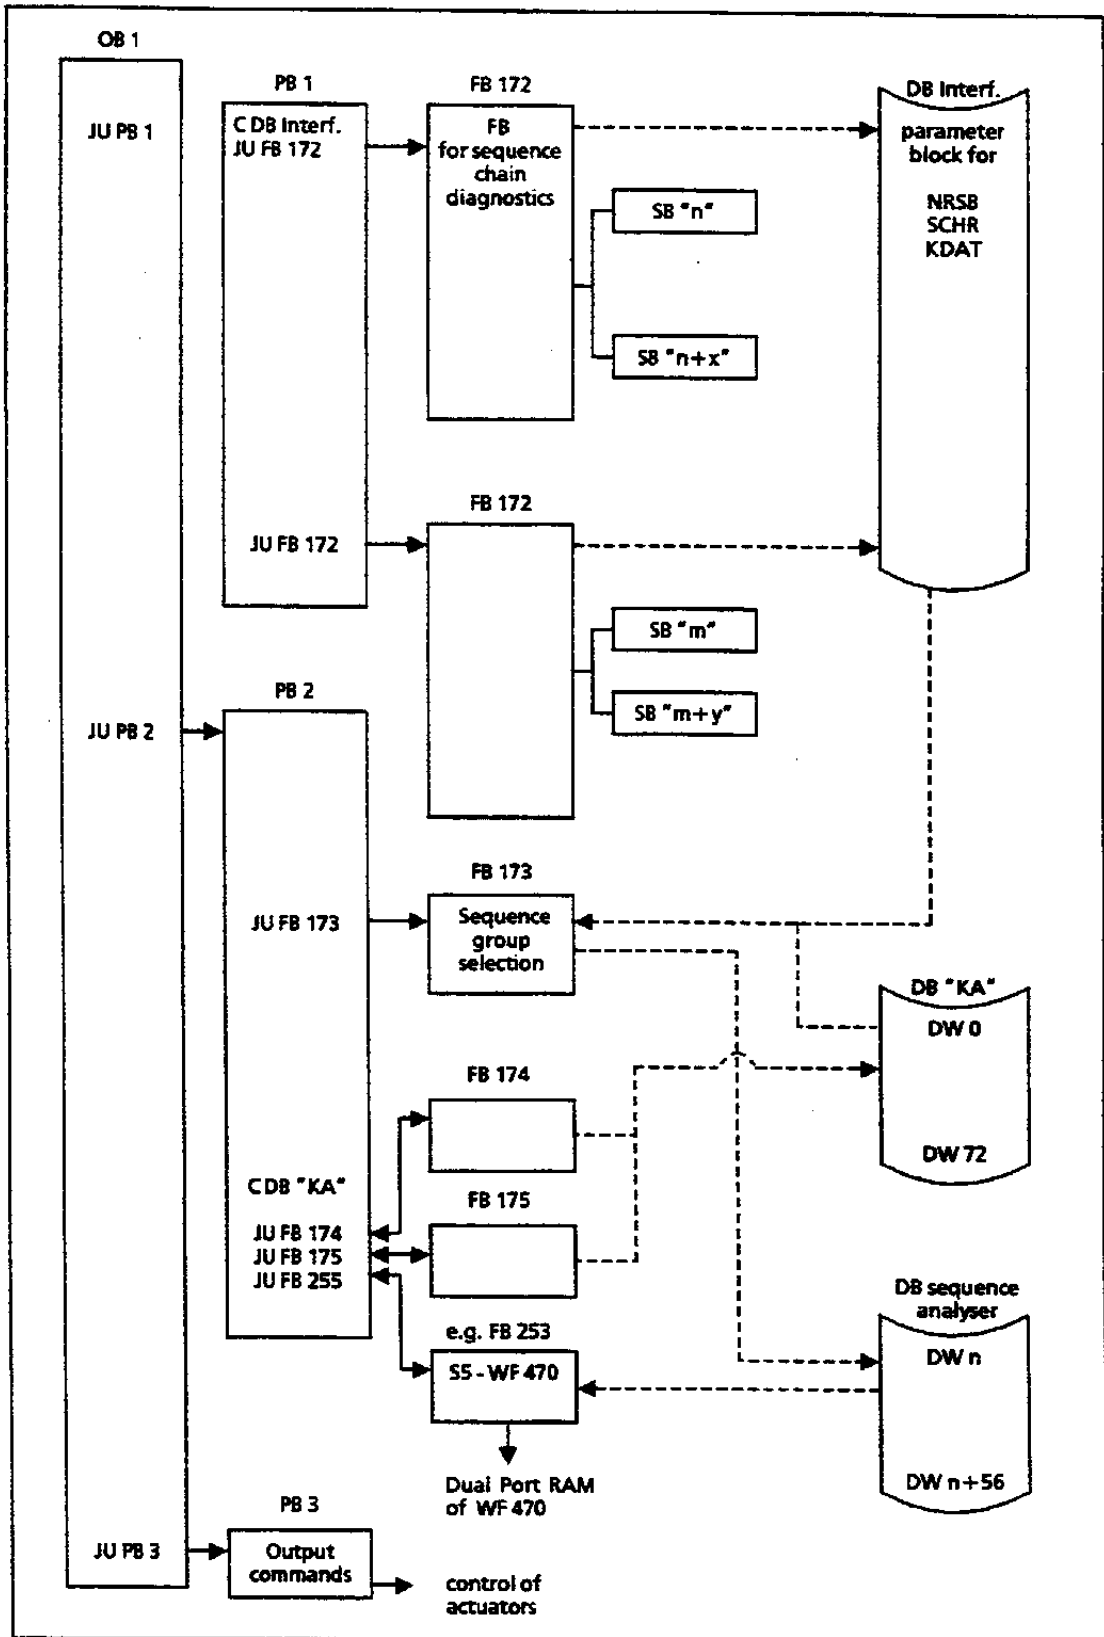 OB 1
JU PB 1
JU PB 2
JU PB 3
PB 1
C DB Interf.
JU FB 172
JU FB 172
FB 172
FB
for sequence
chain
diagnostics
SB "n"
SB "n+x"
DB Interf.
parameter
block for
NRSB
SCHR
KDAT
FB 172
SB "m"
SB "m+y"
PB 2
JU FB 173
C DB "KA"
JU FB 174
JU FB 175
JU FB 255
FB 173
Sequence
group
selection
DB "KA"
DW 0
DW 72
FB 174
FB 175
e.g. FB 253
S5 - WF 470
Dual Port RAM
of WF 470
DB sequence
analyser
DW n
DW n+56
PB 3
Output
commands
control of
actuators